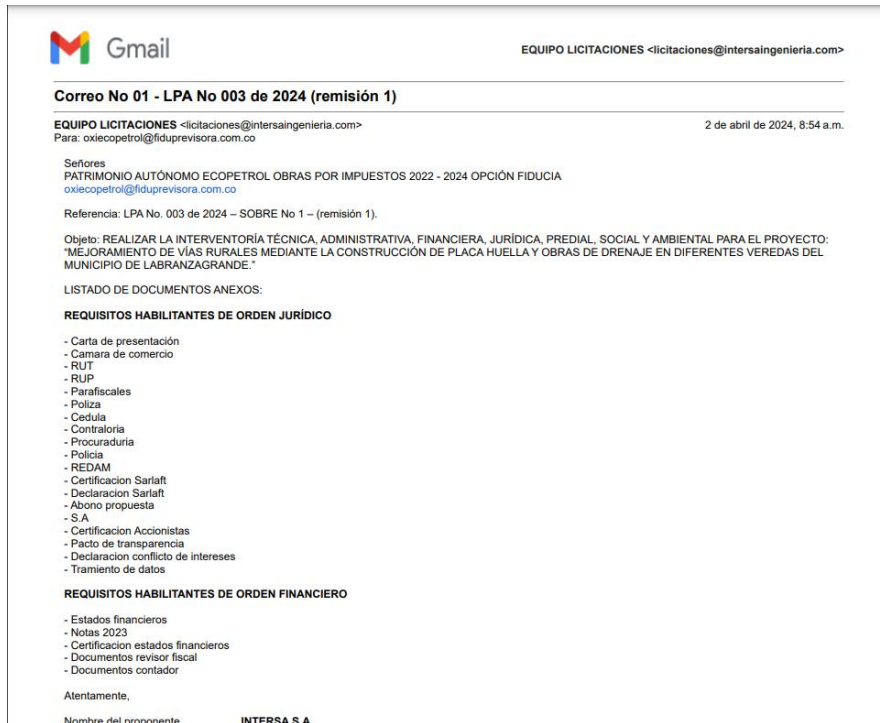 Gmail
EQUIPO LICITACIONES <licitaciones@intersaingenieria.com>
Correo No 01 - LPA No 003 de 2024 (remisión 1)
EQUIPO LICITACIONES <licitaciones@intersaingenieria.com>
2 de abril de 2024, 8:54 a.m.
Para: oxiecopetrol@fiduprevisora.com.co
Señores
PATRIMONIO AUTÓNOMO ECOPETROL OBRAS POR IMPUESTOS 2022 - 2024 OPCIÓN FIDUCIA
oxiecopetrol@fiduprevisora.com.co
Referencia: LPA No. 003 de 2024 – SOBRE No 1 – (remisión 1).
Objeto: REALIZAR LA INTERVENTORÍA TÉCNICA, ADMINISTRATIVA, FINANCIERA, JURÍDICA, PREDIAL, SOCIAL Y AMBIENTAL PARA EL PROYECTO:
“MEJORAMIENTO DE VÍAS RURALES MEDIANTE LA CONSTRUCCIÓN DE PLACA HUELLA Y OBRAS DE DRENAJE EN DIFERENTES VEREDAS DEL
MUNICIPIO DE LABRANZAGRANDE.”
LISTADO DE DOCUMENTOS ANEXOS:
REQUISITOS HABILITANTES DE ORDEN JURÍDICO
- Carta de presentación
- Camara de comercio
- RUT
- RUP
- Parafiscales
- Poliza
- Cedula
- Contraloria
- Procuraduria
- Policia
- REDAM
- Certificacion Sarlaft
- Declaracion Sarlaft
- Abono propuesta
- S.A
- Certificacion Accionistas
- Pacto de transparencia
- Declaracion conflicto de intereses
- Tramiento de datos
REQUISITOS HABILITANTES DE ORDEN FINANCIERO
- Estados financieros
- Notas 2023
- Certificacion estados financieros
- Documentos revisor fiscal
- Documentos contador
Atentamente,
Nombre del proponente INTERSA S.A.